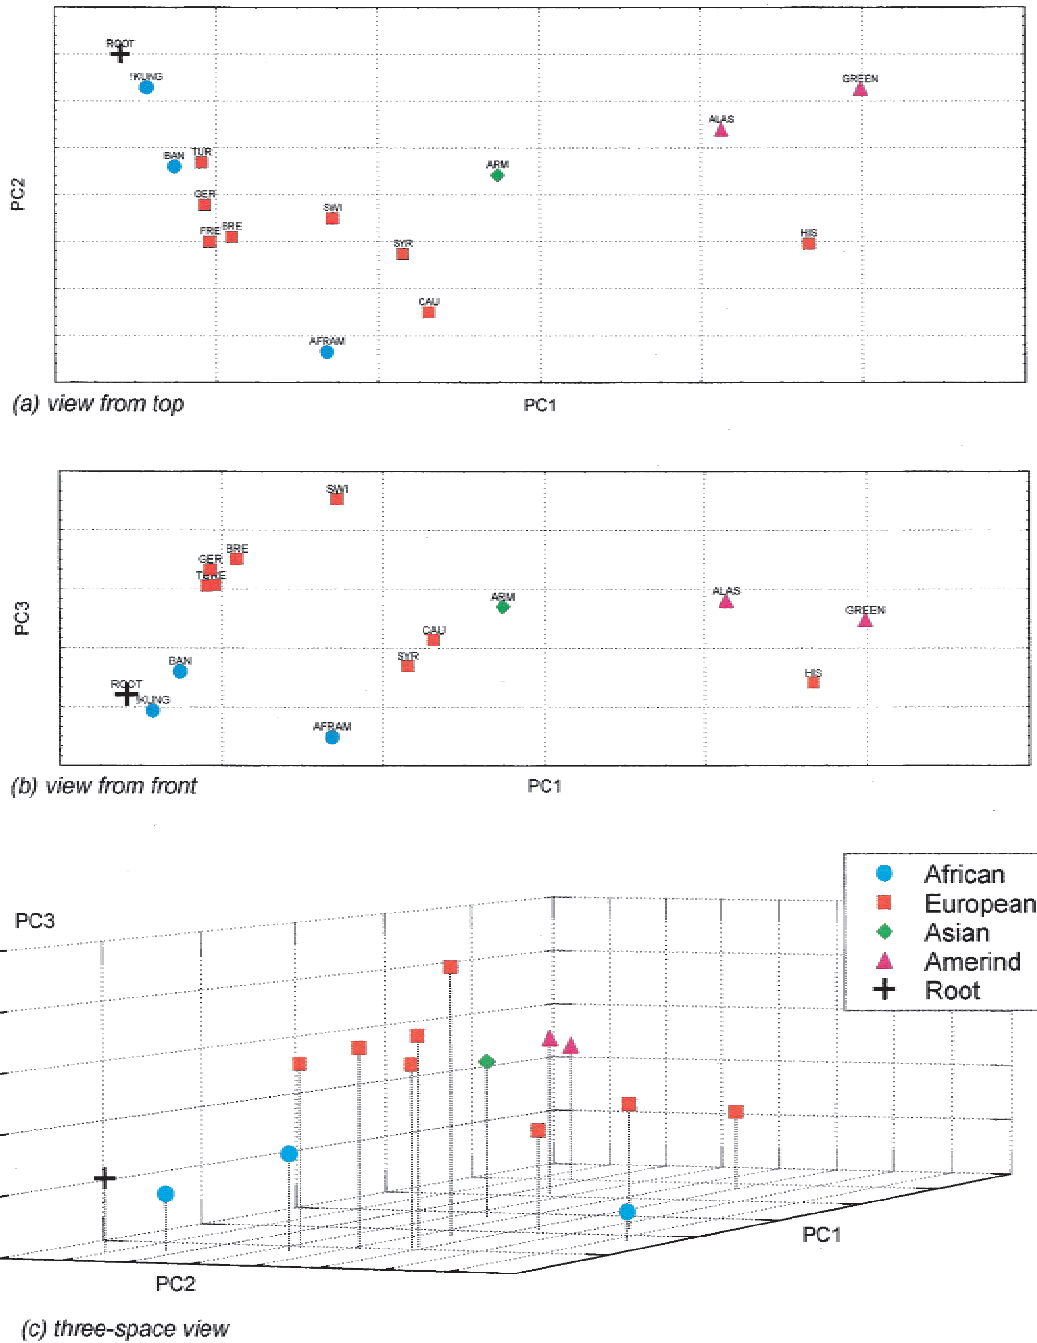 ROOT
!KUNG
GREEN
ALAS
BAN
TUR
ARM
GER
SWI
FRE
BRE
HIS
SYR
CAU
AFRAM
PC2
(a) view from top
PC1
SWI
BRE
GER
ARM
ALAS
GREEN
PC3
CAU
SYR
BAN
HIS
ROOT
!KUNG
AFRAM
(b) view from front
PC1
African
European
Asian
Amerind
Root
PC3
PC1
PC2
(c) three-space view